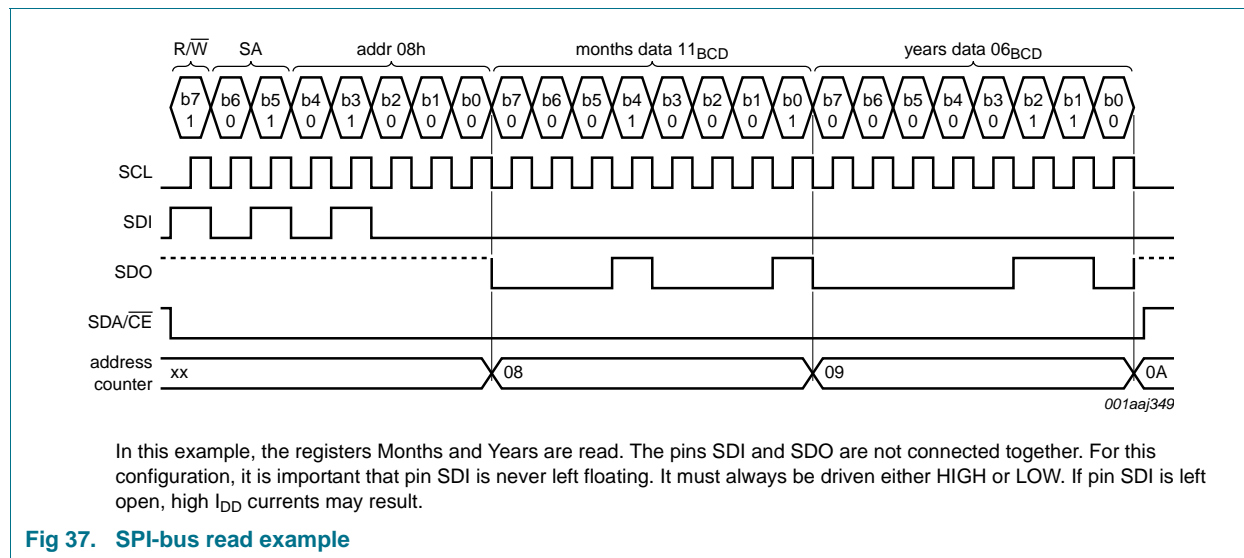 R/W SA addr 08h months data 11BCD years data 06BCD
b7 b6 b5 b4 b3 b2 b1 b0 b7 b6 b5 b4 b3 b2 b1 b0 b7 b6 b5 b4 b3 b2 b1 b0
1 0 1 0 1 0 0 0 0 0 0 1 0 0 0 1 0 0 0 0 0 1 1 0
SCL
SDI
SDO
SDA/CE
address
counter
xx 08 09 0A
001aaj349
In this example, the registers Months and Years are read. The pins SDI and SDO are not connected together. For this
configuration, it is important that pin SDI is never left floating. It must always be driven either HIGH or LOW. If pin SDI is left
open, high IDD currents may result.
Fig 37. SPI-bus read example